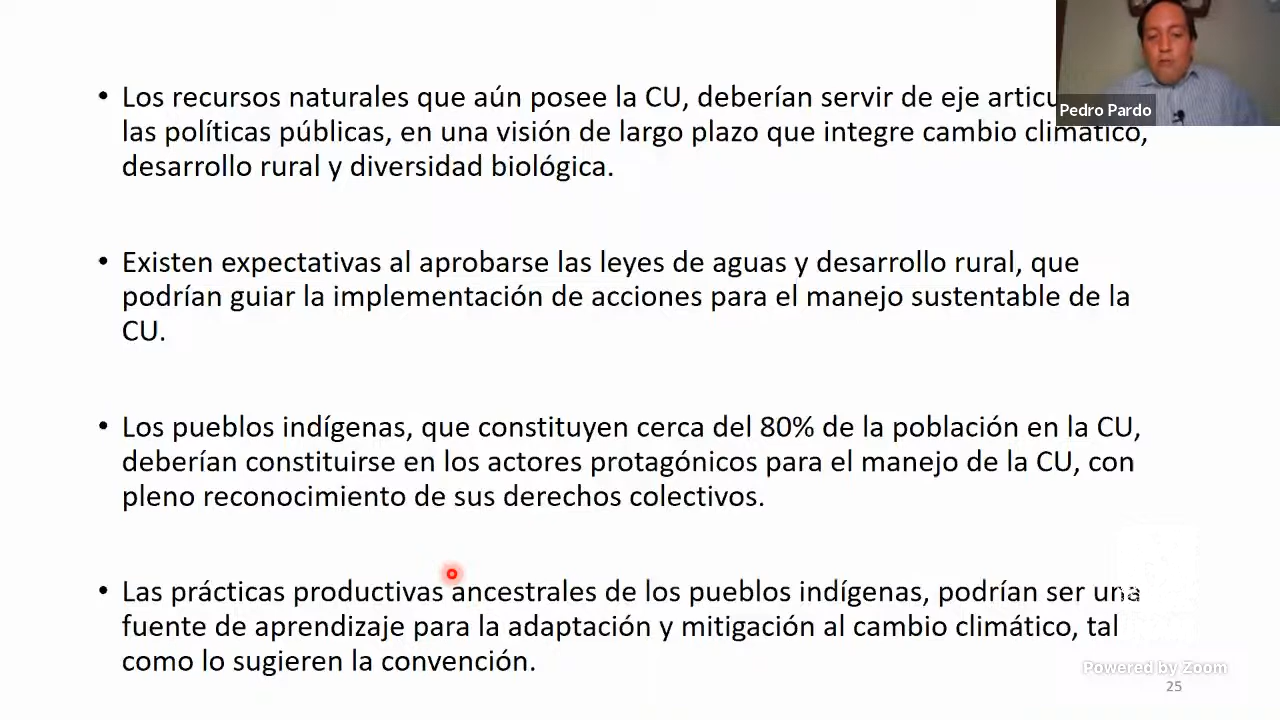 • Los recursos naturales que aún posee la CU, deberían servir de eje
las políticas públicas, en una visión de largo plazo que integre cambio climático,
desarrollo rural y diversidad biológica.
• Existen expectativas al aprobarse las leyes de aguas y desarrollo rural, que
podrían guiar la implementación de acciones para el manejo sustentable de la
CU.
• Los pueblos indígenas, que constituyen cerca del 80% de la población en la CU,
deberían constituirse en los actores protagónicos para el manejo de la CU, con
pleno reconocimiento de sus derechos colectivos.
• Las prácticas productivas ancestrales de los pueblos indígenas, podrían ser una
fuente de aprendizaje para la adaptación y mitigación al cambio climático, tal
como lo sugieren la convención.
Pedro Pardo
Powered by Zoom
25